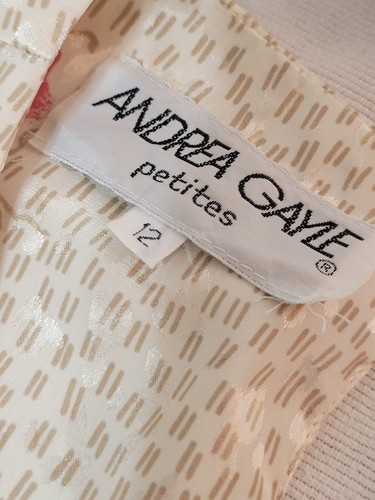 ANDREA GAYLE
petites
®
12